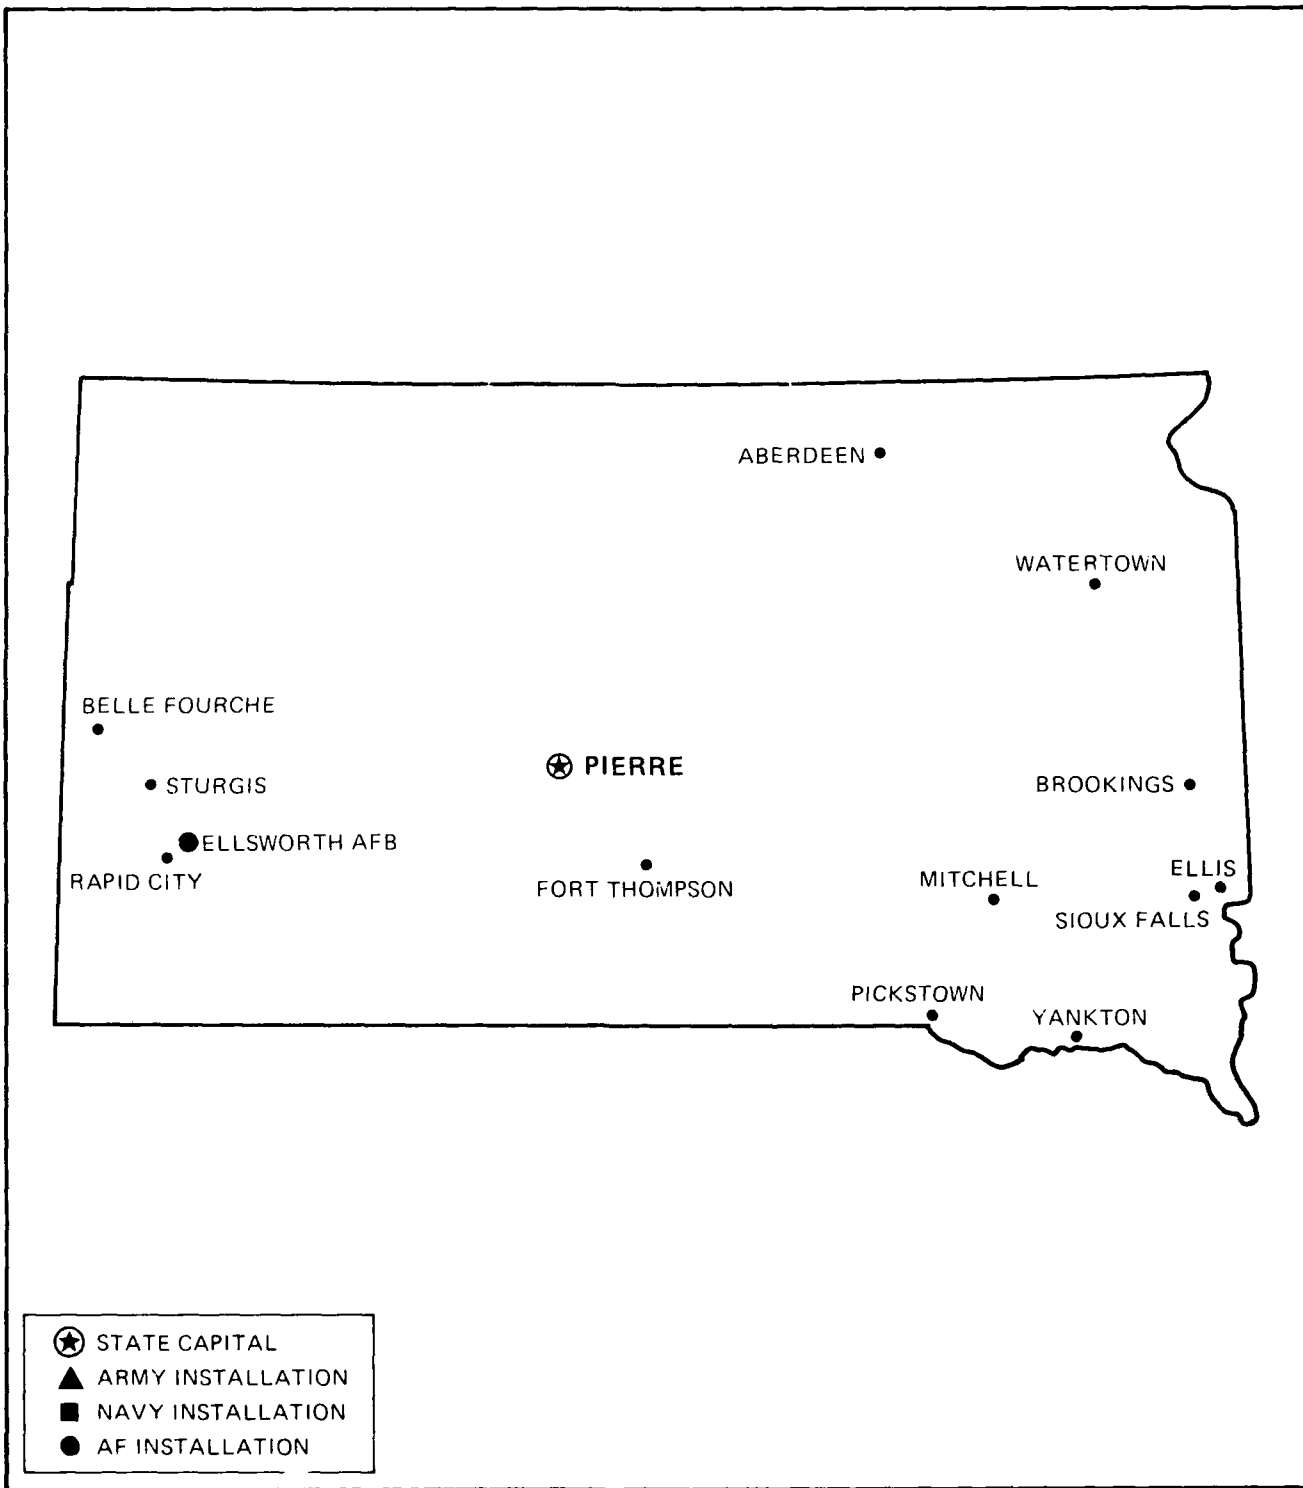 ABERDEEN
WATERTOWN
BELLE FOURCHE
PIERRE
STURGIS
BROOKINGS
ELLSWORTH AFB
RAPID CITY
FORT THOMPSON
MITCHELL
ELLIS
SIOUX FALLS
PICKSTOWN
YANKTON
STATE CAPITAL
ARMY INSTALLATION
NAVY INSTALLATION
AF INSTALLATION